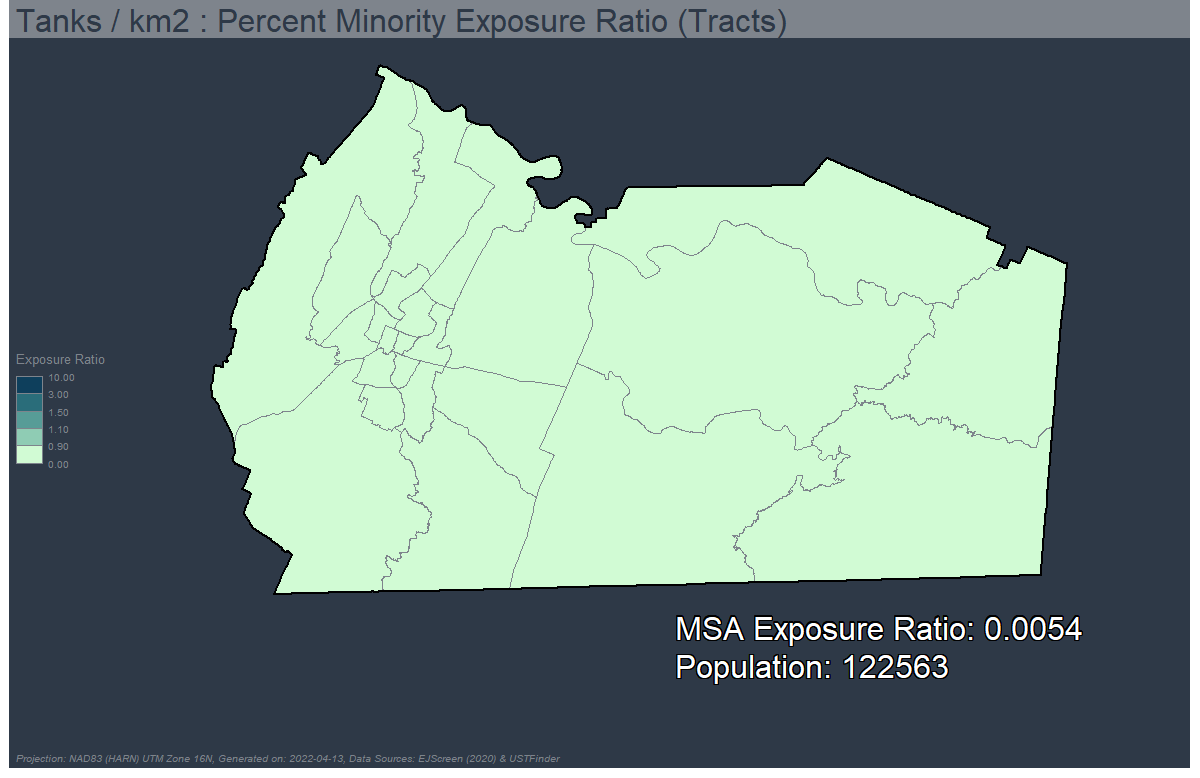 Tanks / km2 : Percent Minority Exposure Ratio (Tracts)
Exposure Ratio
10.00
3.00
1.50
1.10
0.90
0.00
MSA Exposure Ratio: 0.0054
Population: 122563
Projection: NAD83 (HARN) UTM Zone 16N, Generated on: 2022-04-13, Data Sources: EJScreen (2020) & USTFinder